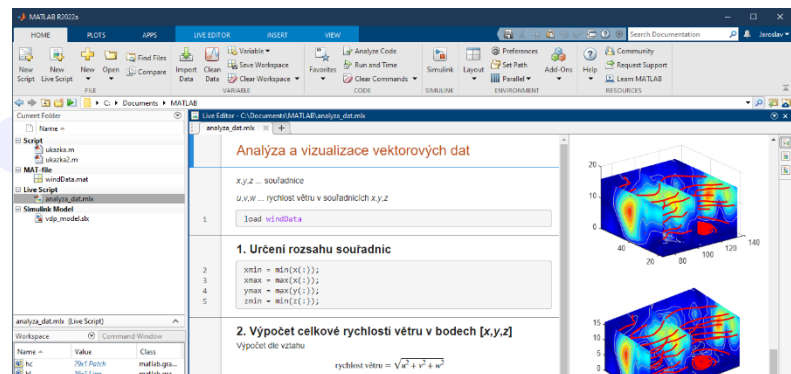 MATLAB R2022a
HOME PLOTS APPS LIVE EDITOR INSERT VIEW Search Documentation Jaroslav
New Script New Live Script New Open Find Files Compare Import Data Clean Data Variable Save Workspace Clear Workspace Favorites Analyze Code Run and Time Clear Commands Simulink Layout Preferences Set Path Parallel Add-Ons Help Community Request Support Learn MATLAB
FILE VARIABLE CODE SIMULINK ENVIRONMENT RESOURCES
C: Documents MATLAB
Current Folder
Name
Script
ukazka.m
ukazka2.m
MAT-file
windData.mat
Live Script
analyza_dat.mlx
Simulink Model
vdp_model.slx
analyza_dat.mlx (Live Script)
Workspace Command Window
Name Value Class
hc 79x1 Patch matlab.gra...
Live Editor - C:\Documents\MATLAB\analyza_dat.mlx
analyza_dat.mlx
Analýza a vizualizace vektorových dat
x,y,z ... souřadnice
u,v,w ... rychlost větru v souřadnicích x,y,z
1 load windData
1. Určení rozsahu souřadnic
2 xmin = min(x(:));
3 xmax = max(x(:));
4 ymax = max(y(:));
5 zmin = min(z(:));
2. Výpočet celkové rychlosti větru v bodech [x,y,z]
Výpočet dle vztahu
rychlost větru = √u² + v² + w²
20
10
0
40
20
80
100
120
140
15
10
5
0